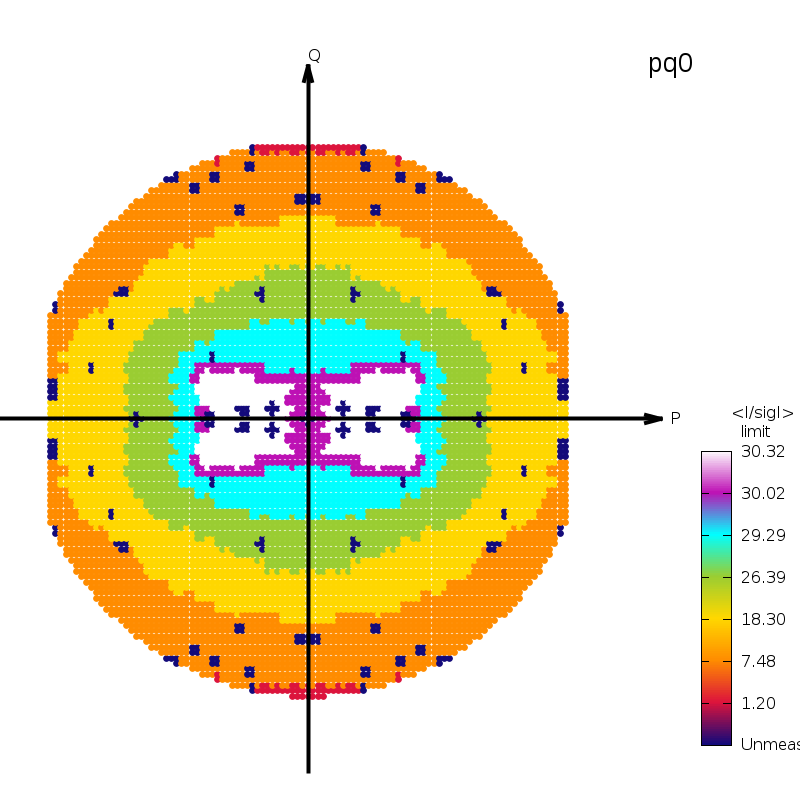 Q
pq0
P
<I/sigI>
limit
30.32
30.02
29.29
26.39
18.30
7.48
1.20
Unmeas